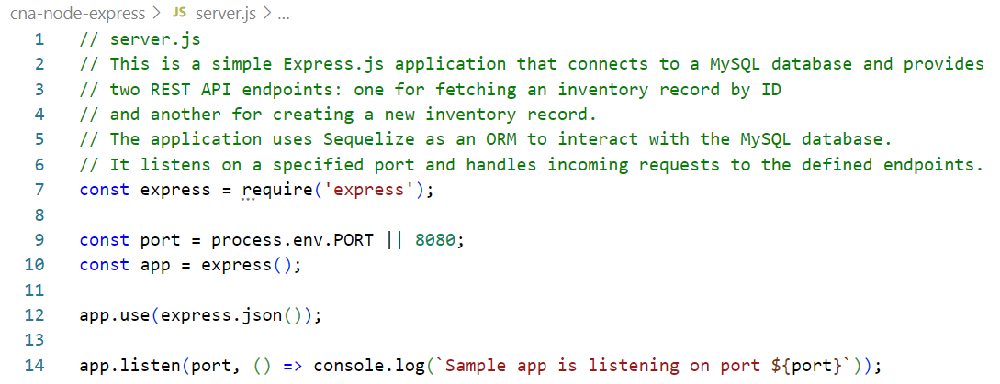 cna-node-express > JS server.js > ...
1 // server.js
2 // This is a simple Express.js application that connects to a MySQL database and provides
3 // two REST API endpoints: one for fetching an inventory record by ID
4 // and another for creating a new inventory record.
5 // The application uses Sequelize as an ORM to interact with the MySQL database.
6 // It listens on a specified port and handles incoming requests to the defined endpoints.
7 const express = require('express');
8
9 const port = process.env.PORT || 8080;
10 const app = express();
11
12 app.use(express.json());
13
14 app.listen(port, () => console.log(`Sample app is listening on port ${port}`));